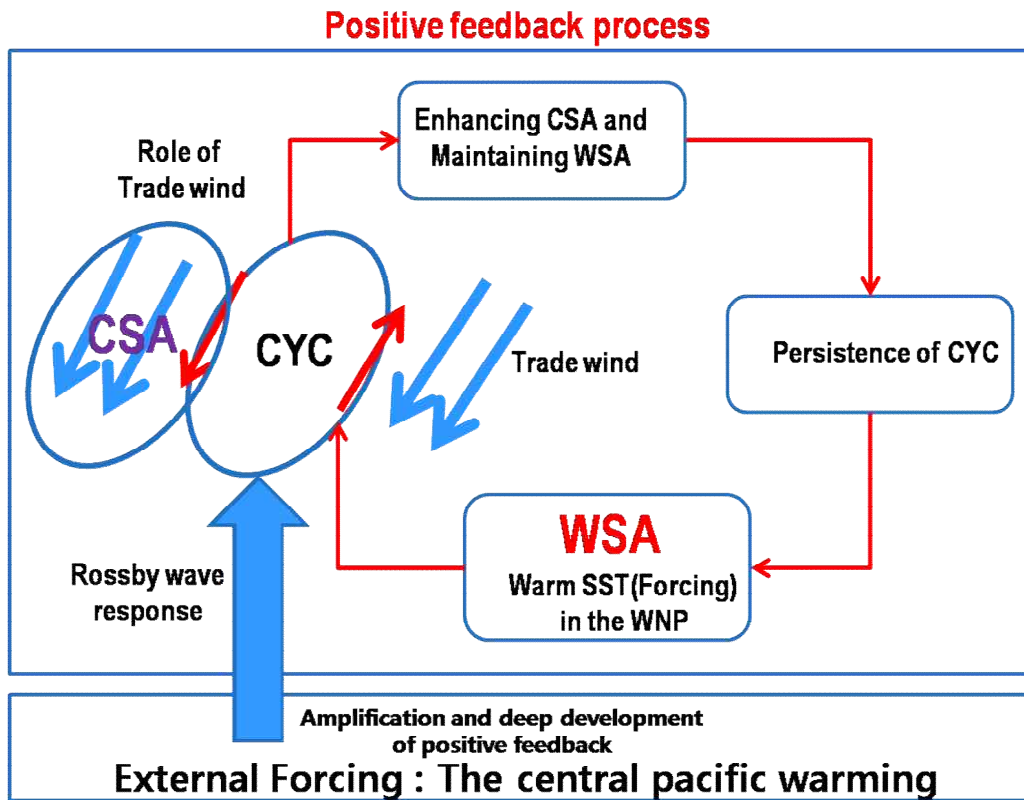 Positive feedback process
Enhancing CSA and
Maintaining WSA
Role of
Trade wind
CSA
CYC
Trade wind
Persistence of CYC
WSA
Warm SST(Forcing)
in the WNP
Rossby wave
response
Amplification and deep development
of positive feedback
External Forcing : The central pacific warming